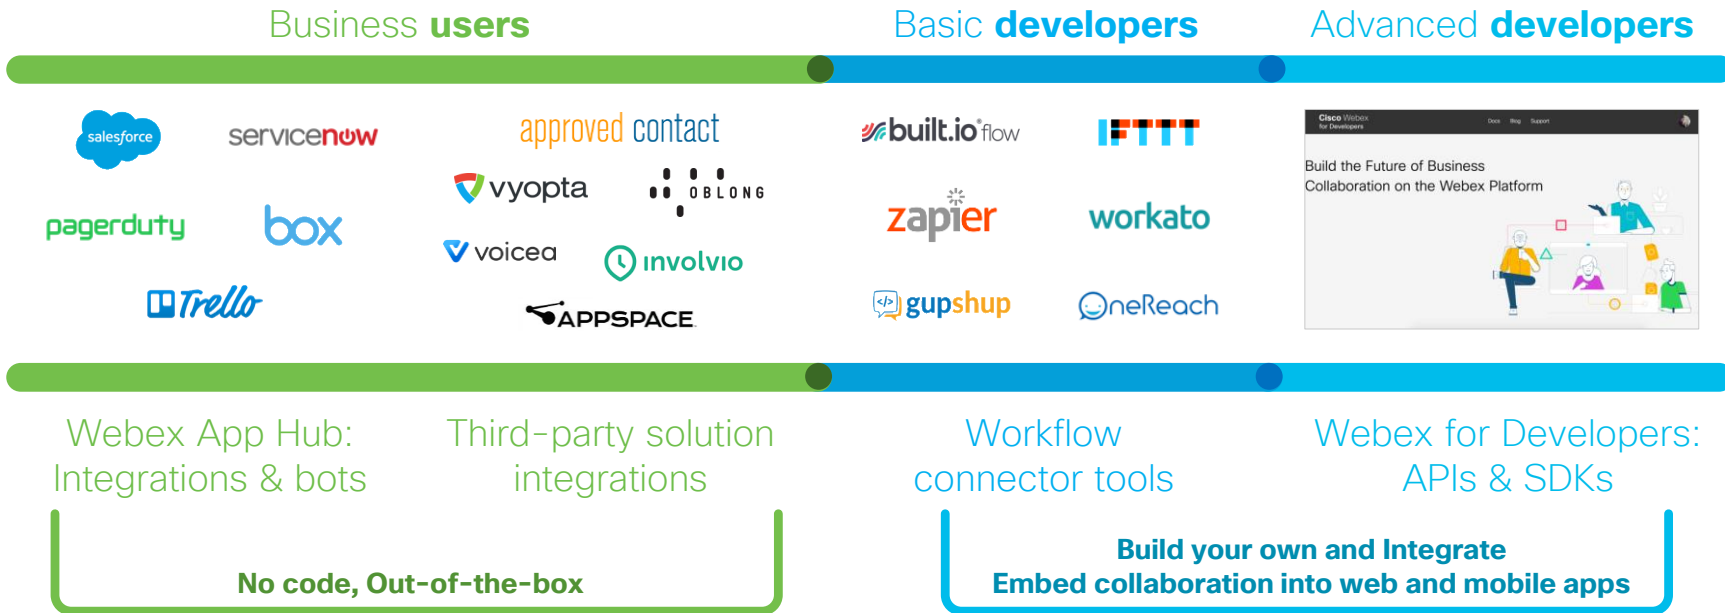 Business users
Basic developers
Advanced developers
salesforce
servicenow
pagerduty
box
Trello
approved contact
vyopta
OBLONG
voicea
involvio
APPSPACE
built.io flow
IFTTT
zapier
workato
gupshup
OneReach
Cisco Webex
for Developers
Docs Blog Support
Build the Future of Business
Collaboration on the Webex Platform
Webex App Hub:
Integrations & bots
Third-party solution
integrations
Workflow
connector tools
Webex for Developers:
APIs & SDKs
No code, Out-of-the-box
Build your own and Integrate
Embed collaboration into web and mobile apps